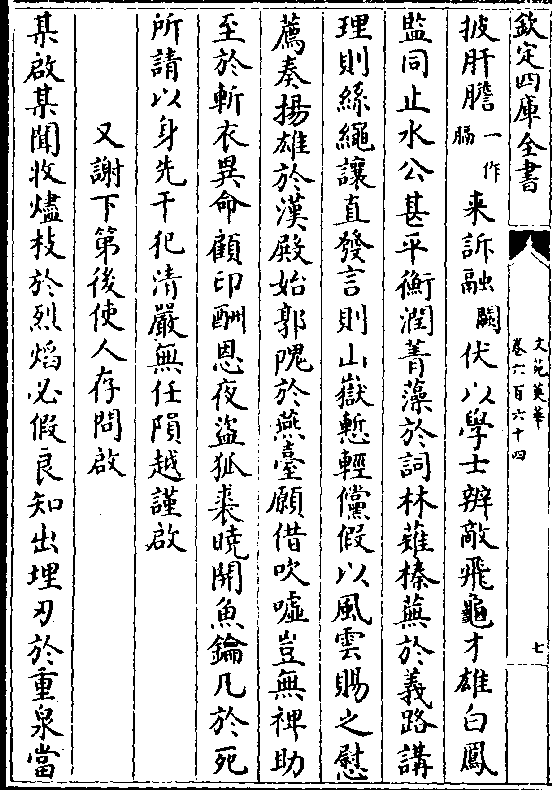 欽定四庫全書
文苑英華
卷六百六十四
七
披肝膽一作膈来訴融闕伏以學士辨敵飛龜才雄白鳳
監同止水公甚平衡潤菁藻於詞林薙榛蕪於義路講
理則絲繩讓直發言則山嶽慙輕儻假以風雲賜之慰
薦奏揚雄於漢殿始郭隗於燕臺願借吹噓豈無裨助
至於斬衣異命顧印酬恩夜盜狐裘曉開魚鑰凡於死
所請以身先干犯清嚴無任隕越謹啟
又謝下第後使人存問啟
某啟某聞收燼枝於烈焰必假良知出埋刃於重泉當